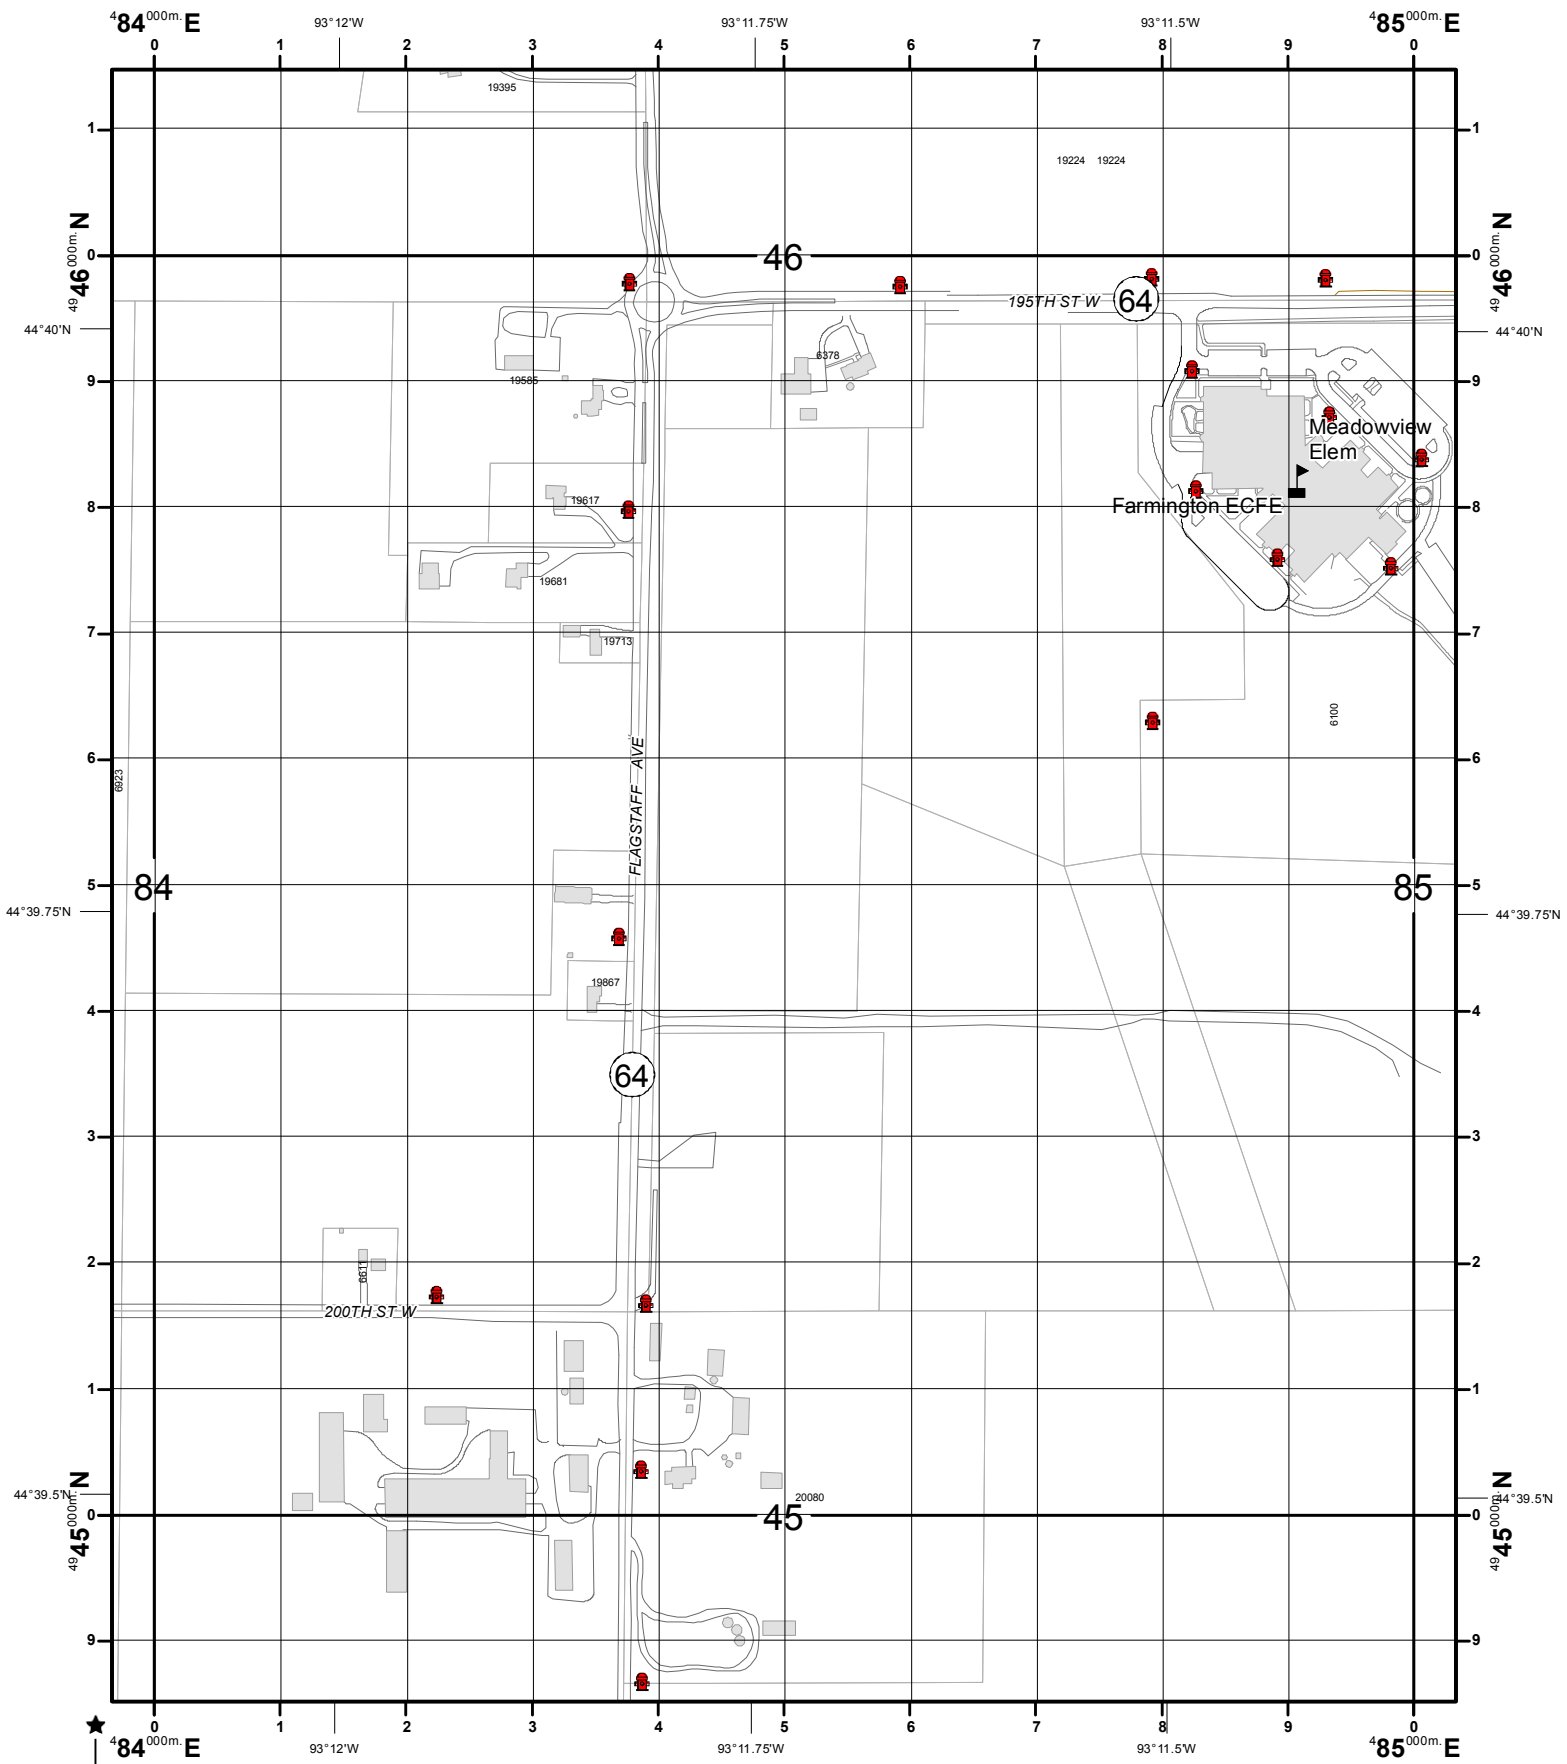 4 84 000m. E 93°12'W 93°11.75'W 93°11.5'W 4 85 000m. E
0 1 2 3 4 5 6 7 8 9 0
19395
1 1
19224 19224
49 46 000m. N 49 46 000m. N
0 46 0
195TH ST W 64
44°40'N 44°40'N
6378
9 19585 9
Meadowview
Elem
19617
8 Farmington ECFE 8
19681
7 19713 7
6100
6 FLAGSTAFF AVE 6
6923
84 5 5 85
44°39.75'N 44°39.75'N
19867
4 4
64
3 3
2 2
6611
200TH ST W
1 1
49 45 000m. N 49 45 000m. N
44°39.5'N 20080 44°39.5'N
0 45 0
9 9
0 1 2 3 4 5 6 7 8 9 0
4 84 000m. E 93°12'W 93°11.75'W 93°11.5'W 4 85 000m. E